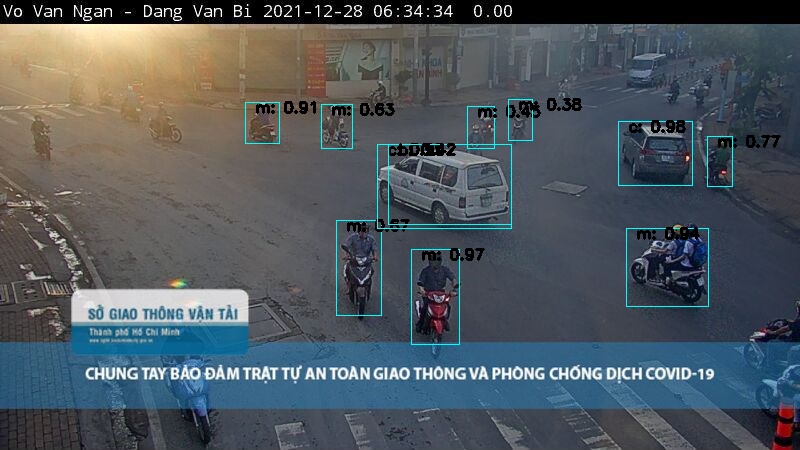 Vo Van Ngan - Dang Van Bi 2021-12-28 06:34:34 0.00
m: 0.91
m: 0.63
m: 0.38
c: 0.98
m: 0.77
m: 0.97
m: 0.94
SỞ GIAO THÔNG VẬN TẢI
Thành phố Hồ Chí Minh
CHUNG TAY BẢO ĐẢM TRẬT TỰ AN TOÀN GIAO THÔNG VÀ PHÒNG CHỐNG DỊCH COVID-19